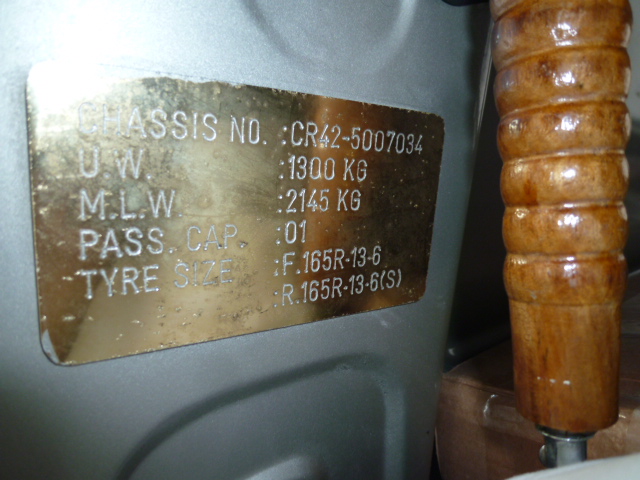 CHASSIS NO. :CR42-5007034
U.W. :1300 KG
M.L.W. :2145 KG
PASS. CAP. :01
TYRE SIZE :F.165R-13-6
:R.165R-13-6(S)